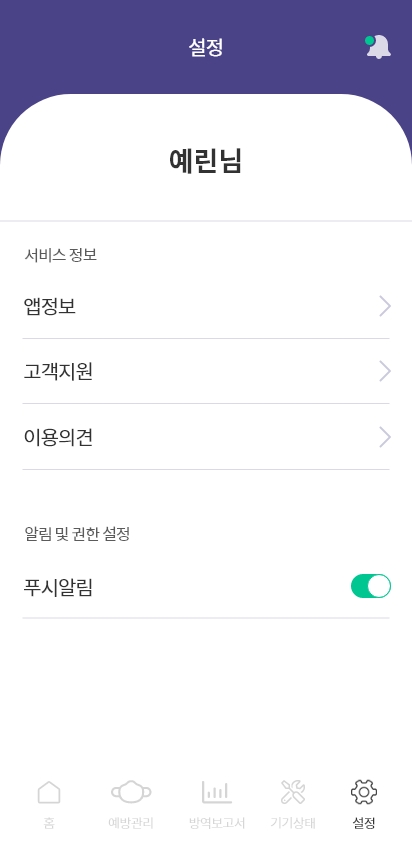 설정
예린님
서비스 정보
앱정보
고객지원
이용의견
알림 및 권한 설정
푸시알림
홈
예방관리
방역보고서
기기상태
설정